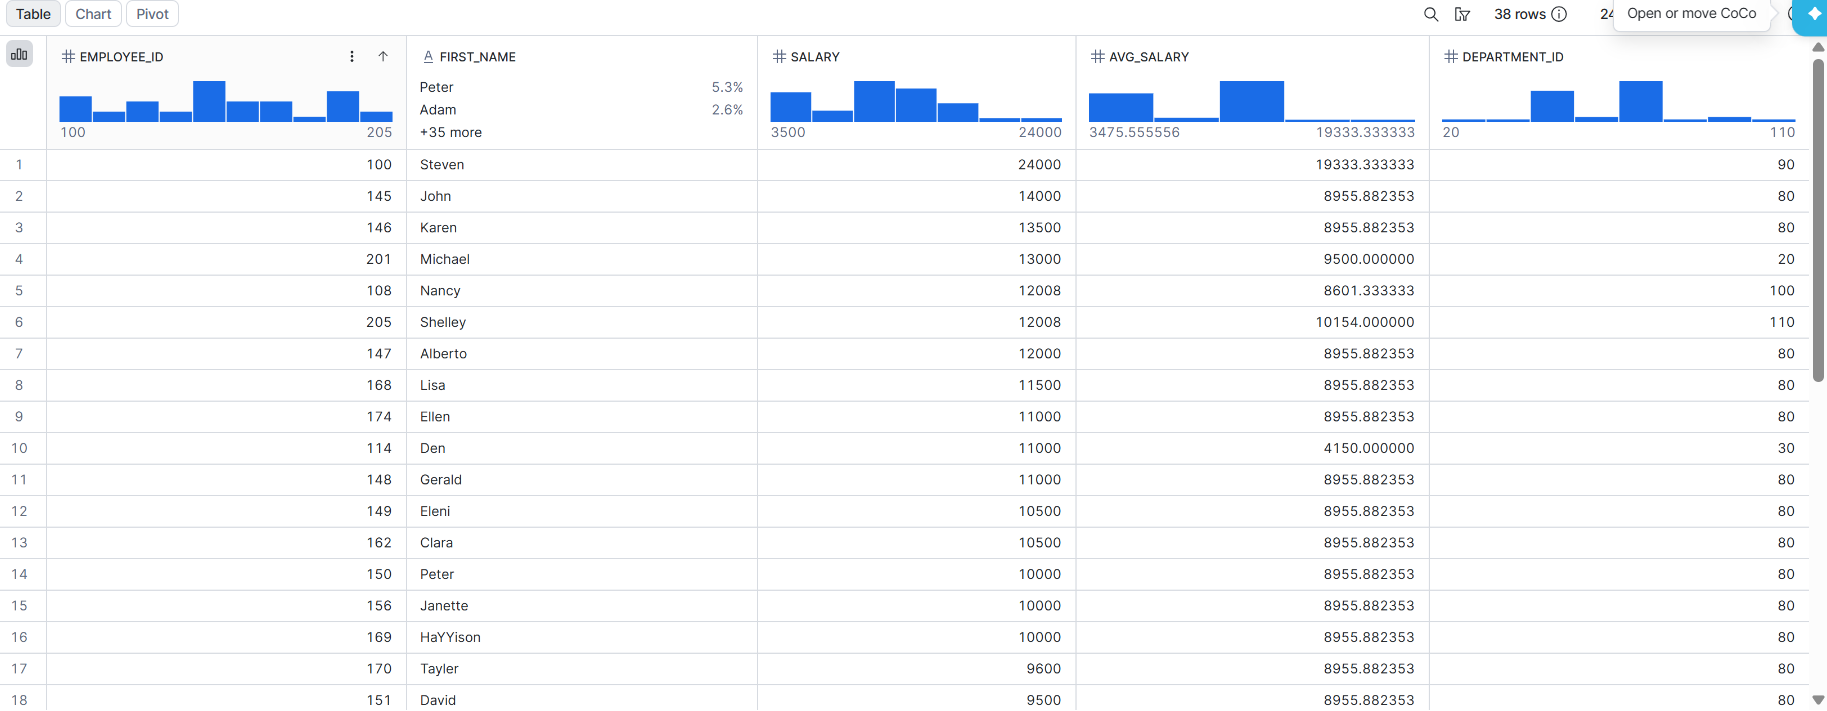 Table Chart Pivot 38 rows 24 Open or move CoCo
EMPLOYEE_ID FIRST_NAME SALARY AVG_SALARY DEPARTMENT_ID
Peter 5.3%
Adam 2.6%
100 205 +35 more 3500 24000 3475.555556 19333.333333 20 110
1 100 Steven 24000 19333.333333 90
2 145 John 14000 8955.882353 80
3 146 Karen 13500 8955.882353 80
4 201 Michael 13000 9500.000000 20
5 108 Nancy 12008 8601.333333 100
6 205 Shelley 12008 10154.000000 110
7 147 Alberto 12000 8955.882353 80
8 168 Lisa 11500 8955.882353 80
9 174 Ellen 11000 8955.882353 80
10 114 Den 11000 4150.000000 30
11 148 Gerald 11000 8955.882353 80
12 149 Eleni 10500 8955.882353 80
13 162 Clara 10500 8955.882353 80
14 150 Peter 10000 8955.882353 80
15 156 Janette 10000 8955.882353 80
16 169 HaYYison 10000 8955.882353 80
17 170 Tayler 9600 8955.882353 80
18 151 David 9500 8955.882353 80